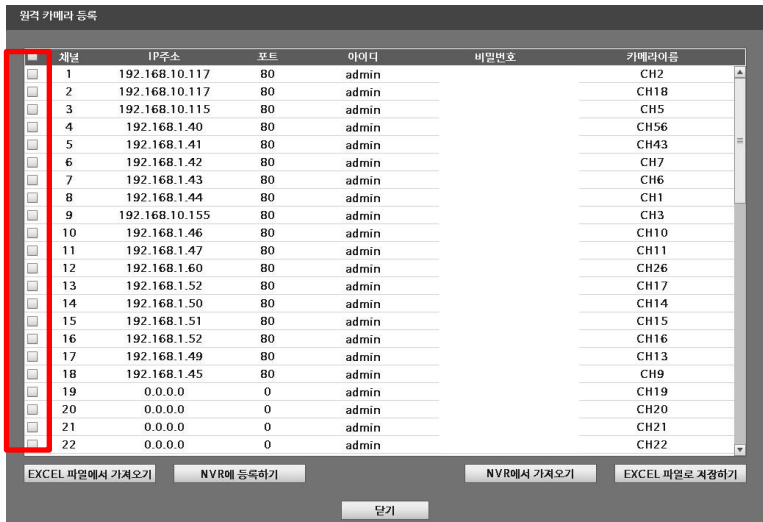 원격 카메라 등록
채널 IP주소 포트 아이디 비밀번호 카메라이름
1 192.168.10.117 80 admin CH2
2 192.168.10.117 80 admin CH18
3 192.168.10.115 80 admin CH5
4 192.168.1.40 80 admin CH56
5 192.168.1.41 80 admin CH43
6 192.168.1.42 80 admin CH7
7 192.168.1.43 80 admin CH6
8 192.168.1.44 80 admin CH1
9 192.168.10.155 80 admin CH3
10 192.168.1.46 80 admin CH10
11 192.168.1.47 80 admin CH11
12 192.168.1.60 80 admin CH26
13 192.168.1.52 80 admin CH17
14 192.168.1.50 80 admin CH14
15 192.168.1.51 80 admin CH15
16 192.168.1.52 80 admin CH16
17 192.168.1.49 80 admin CH13
18 192.168.1.45 80 admin CH9
19 0.0.0.0 0 admin CH19
20 0.0.0.0 0 admin CH20
21 0.0.0.0 0 admin CH21
22 0.0.0.0 0 admin CH22
EXCEL 파일에서 가져오기 NVR에 등록하기 NVR에서 가져오기 EXCEL 파일로 저장하기
닫기